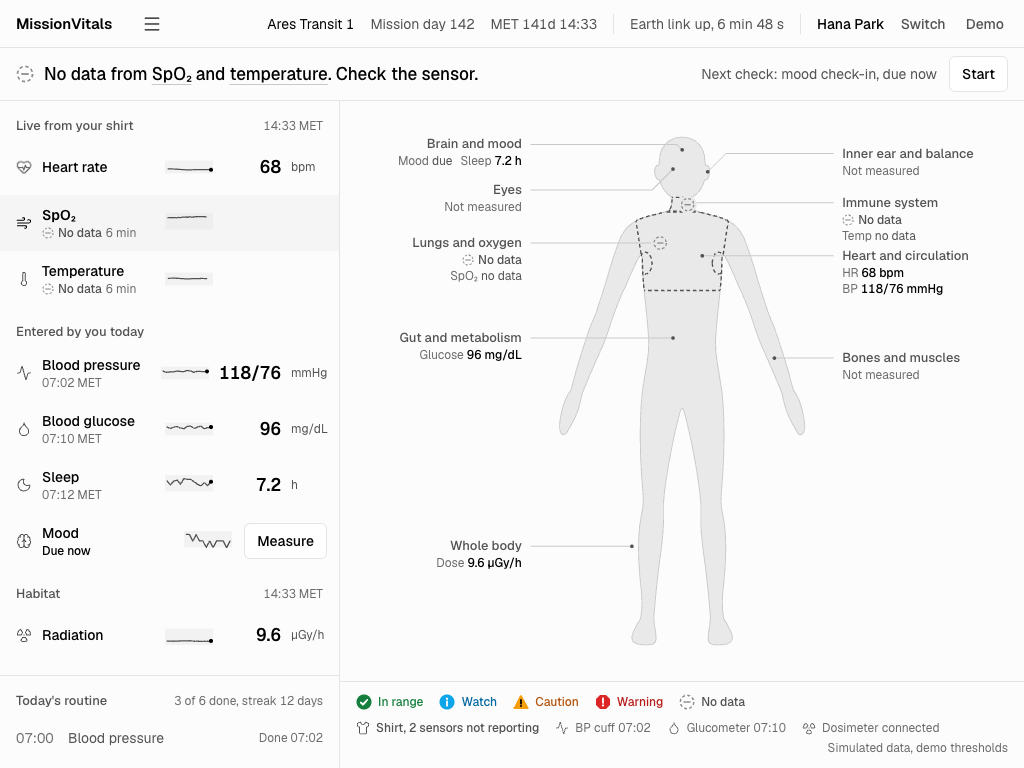 MissionVitals
Ares Transit 1 Mission day 142 MET 141d 14:33 Earth link up, 6 min 48 s Hana Park Switch Demo
No data from SpO₂ and temperature. Check the sensor.
Next check: mood check-in, due now Start
Live from your shirt 14:33 MET
Heart rate 68 bpm
SpO₂
No data 6 min
Temperature
No data 6 min
Entered by you today
Blood pressure 118/76 mmHg
07:02 MET
Blood glucose 96 mg/dL
07:10 MET
Sleep 7.2 h
07:12 MET
Mood Measure
Due now
Habitat 14:33 MET
Radiation 9.6 µGy/h
Today's routine 3 of 6 done, streak 12 days
07:00 Blood pressure Done 07:02
Brain and mood
Mood due Sleep 7.2 h
Eyes
Not measured
Lungs and oxygen
No data
SpO₂ no data
Gut and metabolism
Glucose 96 mg/dL
Whole body
Dose 9.6 µGy/h
Inner ear and balance
Not measured
Immune system
No data
Temp no data
Heart and circulation
HR 68 bpm
BP 118/76 mmHg
Bones and muscles
Not measured
In range Watch Caution Warning No data
Shirt, 2 sensors not reporting BP cuff 07:02 Glucometer 07:10 Dosimeter connected
Simulated data, demo thresholds